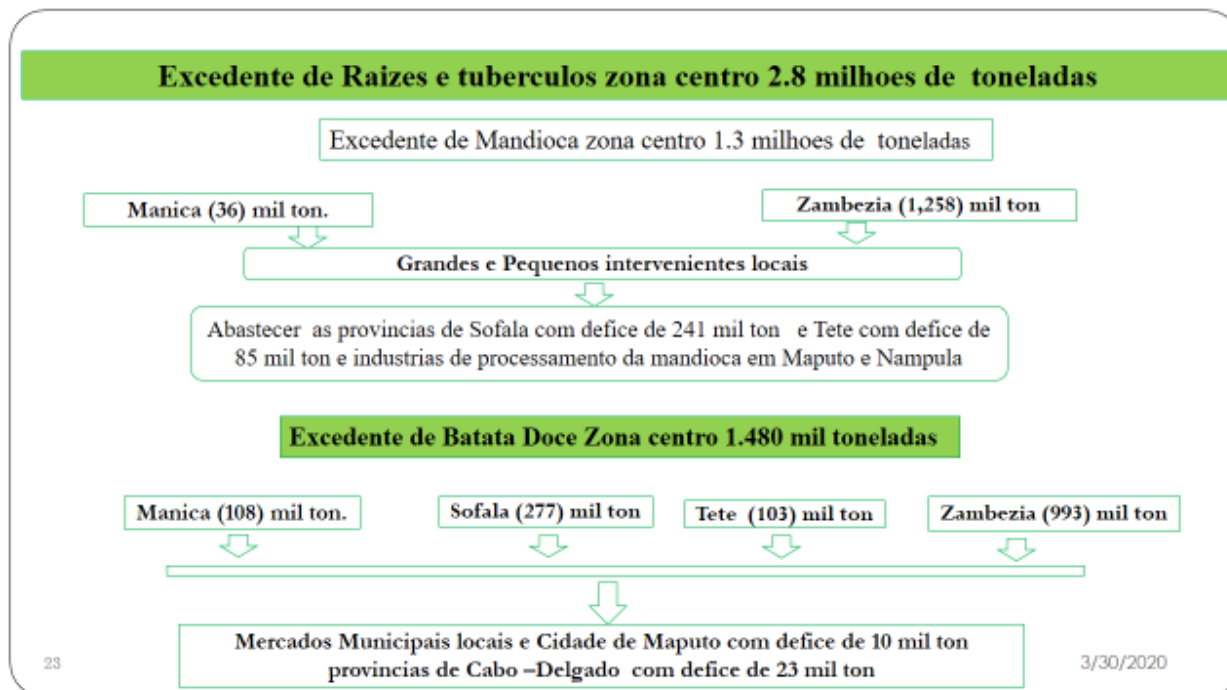 Excedente de Raizes e tuberculos zona centro 2.8 milhoes de toneladas
Excedente de Mandioca zona centro 1.3 milhoes de toneladas
Manica (36) mil ton.
Zambezia (1,258) mil ton
Grandes e Pequenos intervenientes locais
Abastecer as provincias de Sofala com defice de 241 mil ton e Tete com defice de
85 mil ton e industrias de processamento da mandioca em Maputo e Nampula
Excedente de Batata Doce Zona centro 1.480 mil toneladas
Manica (108) mil ton.
Sofala (277) mil ton
Tete (103) mil ton
Zambezia (993) mil ton
Mercados Municipais locais e Cidade de Maputo com defice de 10 mil ton
provincias de Cabo –Delgado com defice de 23 mil ton
23
3/30/2020